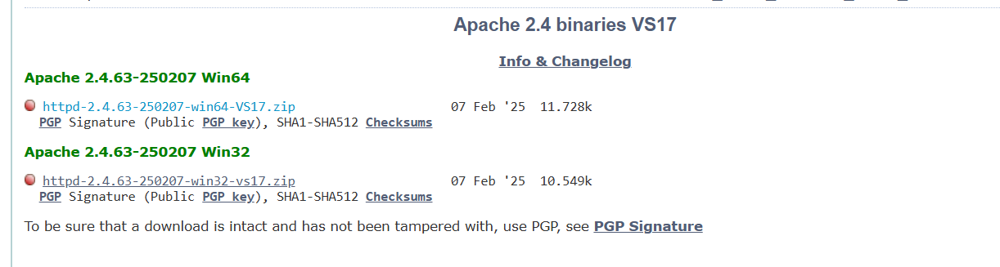 Apache 2.4 binaries VS17
Info & Changelog
Apache 2.4.63-250207 Win64
httpd-2.4.63-250207-win64-VS17.zip 07 Feb '25 11.728k
PGP Signature (Public PGP key), SHA1-SHA512 Checksums
Apache 2.4.63-250207 Win32
httpd-2.4.63-250207-win32-vs17.zip 07 Feb '25 10.549k
PGP Signature (Public PGP key), SHA1-SHA512 Checksums
To be sure that a download is intact and has not been tampered with, use PGP, see PGP Signature